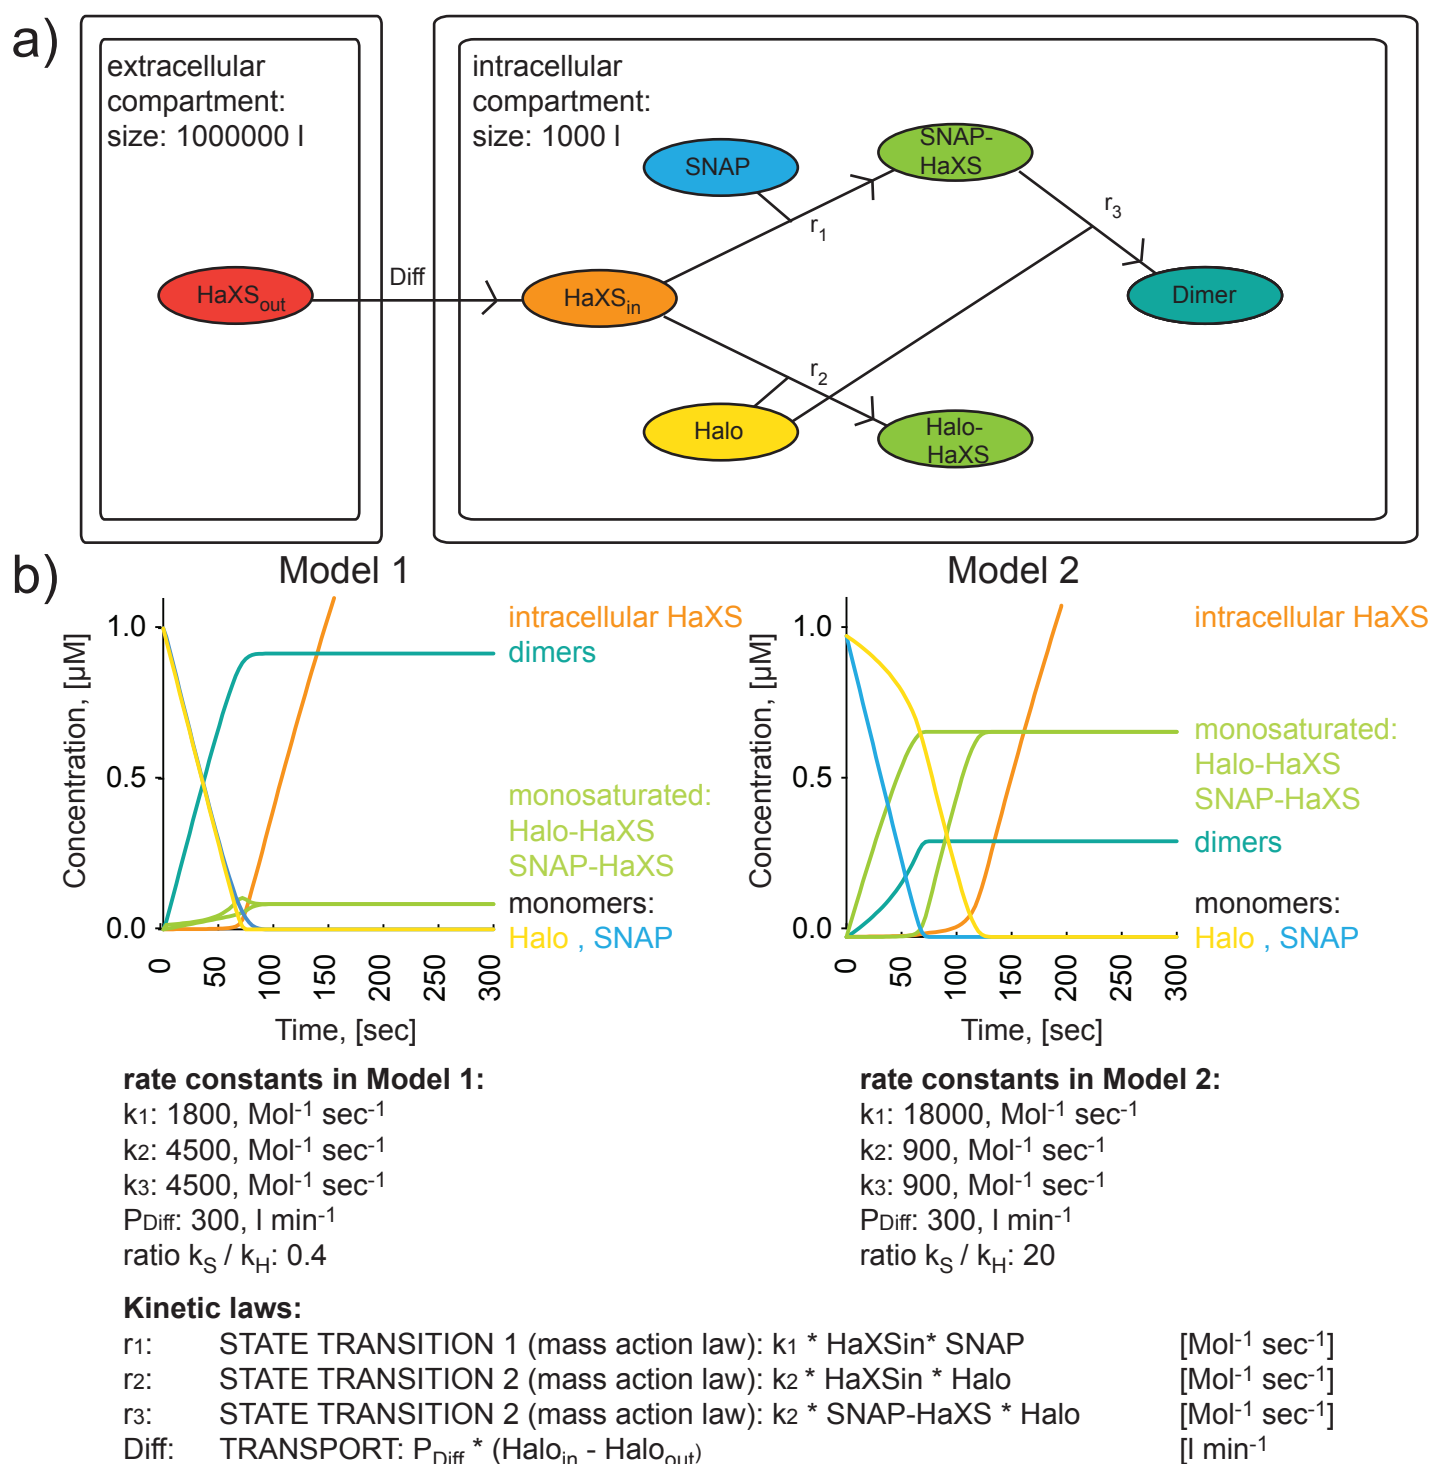 a)
extracellular
compartment:
size: 1000000 l
intracellular
compartment:
size: 1000 l
SNAP
SNAP-
HaXS
r1
r3
HaXSout
Diff
HaXSin
Dimer
r2
Halo
Halo-
HaXS
b)
Model 1
Concentration, [µM]
1.0
0.5
0.0
0
50
100
150
200
250
300
Time, [sec]
intracellular HaXS
dimers
monosaturated:
Halo-HaXS
SNAP-HaXS
monomers:
Halo , SNAP
Model 2
Concentration, [µM]
1.0
0.5
0.0
0
50
100
150
200
250
300
Time, [sec]
intracellular HaXS
monosaturated:
Halo-HaXS
SNAP-HaXS
dimers
monomers:
Halo , SNAP
rate constants in Model 1:
k1: 1800, Mol-1 sec-1
k2: 4500, Mol-1 sec-1
k3: 4500, Mol-1 sec-1
PDiff: 300, l min-1
ratio kS / kH: 0.4
rate constants in Model 2:
k1: 18000, Mol-1 sec-1
k2: 900, Mol-1 sec-1
k3: 900, Mol-1 sec-1
PDiff: 300, l min-1
ratio kS / kH: 20
Kinetic laws:
r1: STATE TRANSITION 1 (mass action law): k1 * HaXSin* SNAP [Mol-1 sec-1]
r2: STATE TRANSITION 2 (mass action law): k2 * HaXSin * Halo [Mol-1 sec-1]
r3: STATE TRANSITION 2 (mass action law): k2 * SNAP-HaXS * Halo [Mol-1 sec-1]
Diff: TRANSPORT: PDiff * (Haloin - Haloout) [l min-1